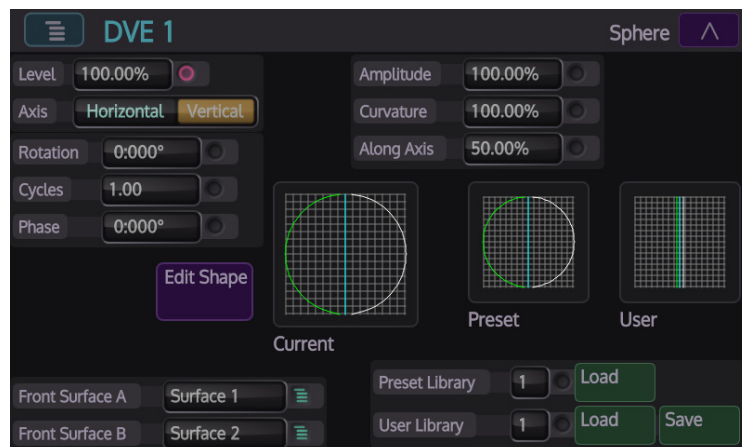 DVE 1
Sphere
Level 100.00%
Axis Horizontal Vertical
Rotation 0:000°
Cycles 1.00
Phase 0:000°
Amplitude 100.00%
Curvature 100.00%
Along Axis 50.00%
Edit Shape
Current
Preset
User
Front Surface A Surface 1
Front Surface B Surface 2
Preset Library 1 Load
User Library 1 Load Save